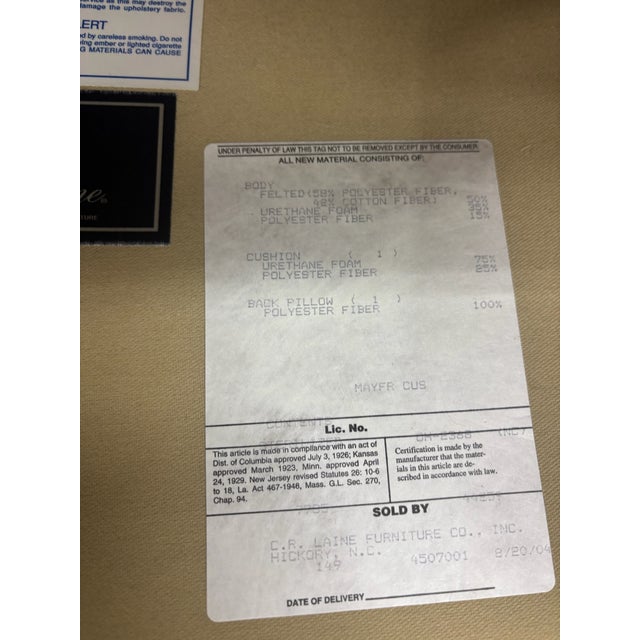 service as this may destroy the
damage the upholstery fabric.
ALERT
by careless smoking. Do not
ember or lighted cigarette
MATERIALS CAN CAUSE
UNDER PENALTY OF LAW THIS TAG NOT TO BE REMOVED EXCEPT BY THE CONSUMER
ALL NEW MATERIAL CONSISTING OF:
BODY
FELTED(58% POLYESTER FIBER,
42% COTTON FIBER) 50%
URETHANE FOAM
POLYESTER FIBER
CUSHION ( 1 )
URETHANE FOAM 75%
POLYESTER FIBER 25%
BACK PILLOW ( 1 )
POLYESTER FIBER 100%
MAYFR CUS
CONTENTS
Lic. No.
This article is made in compliance with an act of
Dist. of Columbia approved July 3, 1926; Kansas
approved March 1923, Minn. approved April
24, 1929. New Jersey revised Statutes 26: 10-6
to 18, La. Act 467-1948, Mass. G.L. Sec. 270,
Chap. 94.
Certification is made by the
manufacturer that the mater-
ials in this article are de-
scribed in accordance with law.
SOLD BY
C.R. LAINE FURNITURE CO., INC.
HICKORY, N.C.
149 4507001 8/20/04
DATE OF DELIVERY